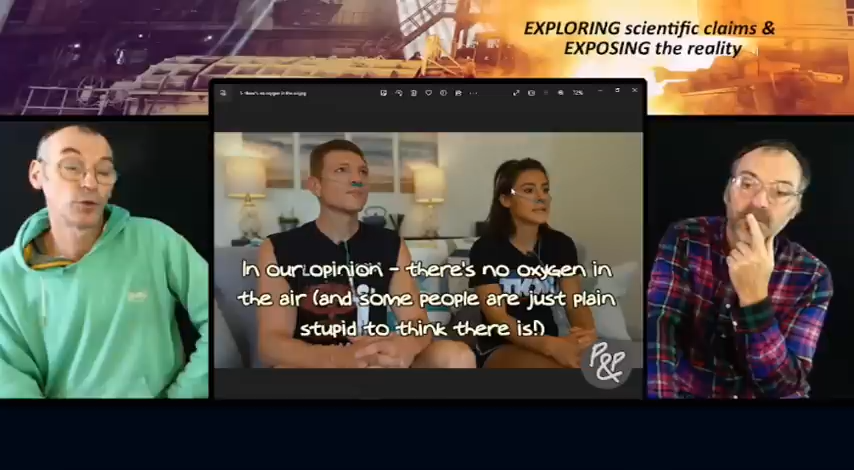 EXPLORING scientific claims &
EXPOSING the reality
72%
In our opinion - there's no oxygen in
the air (and some people are just plain
stupid to think there is!)
P&P